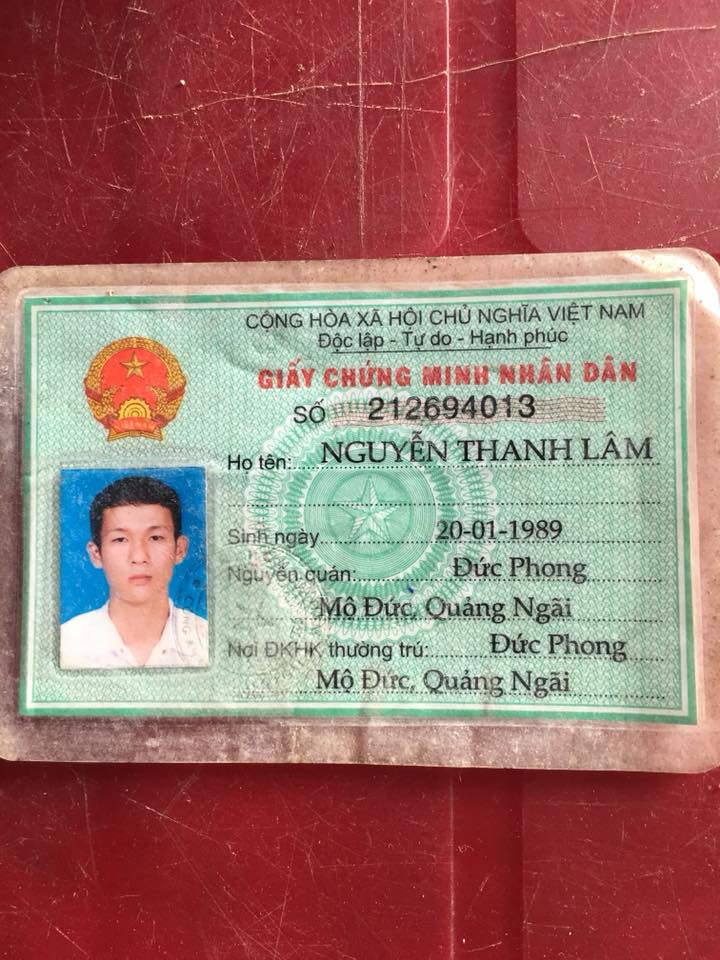 CỘNG HÒA XÃ HỘI CHỦ NGHĨA VIỆT NAM
Độc lập - Tự do - Hạnh phúc
GIẤY CHỨNG MINH NHÂN DÂN
SỐ 212694013
Họ tên: NGUYỄN THANH LÂM
Sinh ngày 20-01-1989
Nguyên quán: Đức Phong
Mộ Đức, Quảng Ngãi
Nơi ĐKHK thường trú: Đức Phong
Mộ Đức, Quảng Ngãi